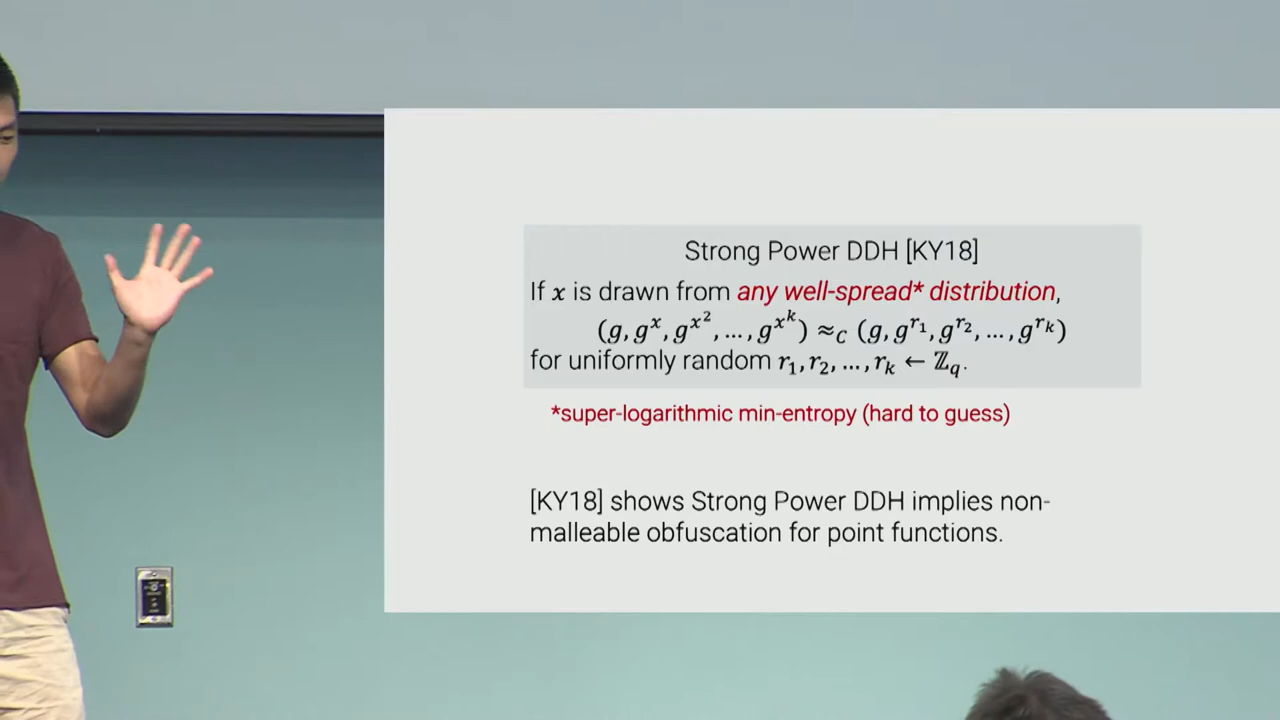 Strong Power DDH [KY18]
If 𝑥 is drawn from any well-spread* distribution,
(𝑔, 𝑔^𝑥, 𝑔^{𝑥^2}, …, 𝑔^{𝑥^𝑘}) ≈_C (𝑔, 𝑔^{𝑟_1}, 𝑔^{𝑟_2}, …, 𝑔^{𝑟_𝑘})
for uniformly random 𝑟_1, 𝑟_2, …, 𝑟_𝑘 ← ℤ_𝑞.
*super-logarithmic min-entropy (hard to guess)
[KY18] shows Strong Power DDH implies non-
malleable obfuscation for point functions.